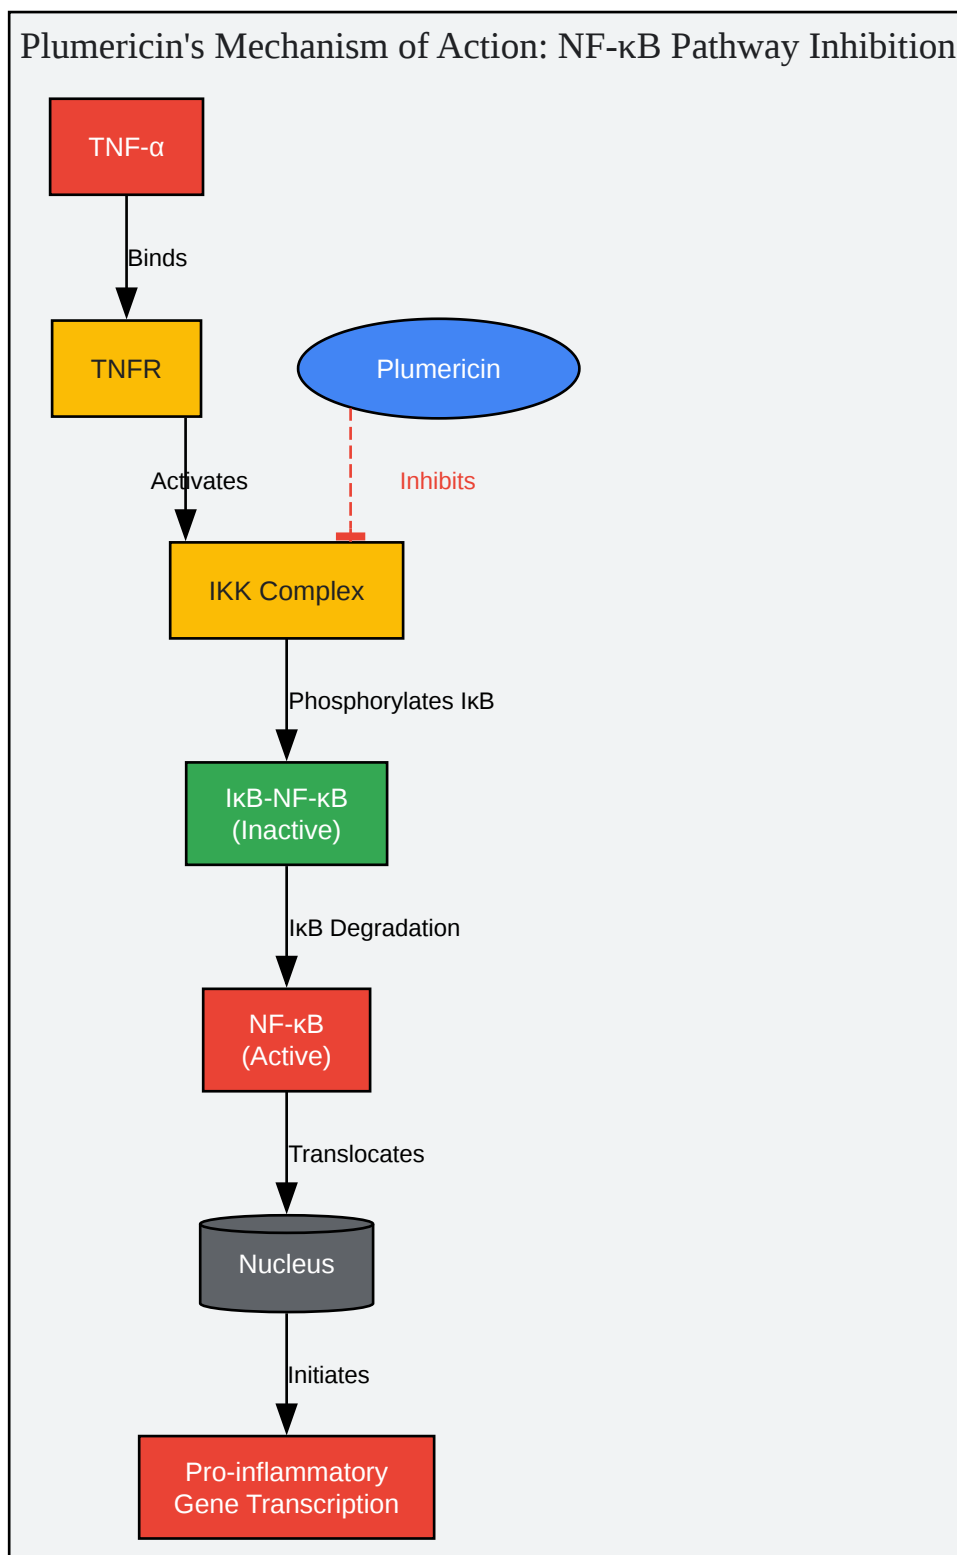 Plumericin's Mechanism of Action: NF-κB Pathway Inhibition
TNF-α
Binds
TNFR
Plumericin
Activates
Inhibits
IKK Complex
Phosphorylates IκB
IκB-NF-κB
(Inactive)
IκB Degradation
NF-κB
(Active)
Translocates
Nucleus
Initiates
Pro-inflammatory
Gene Transcription